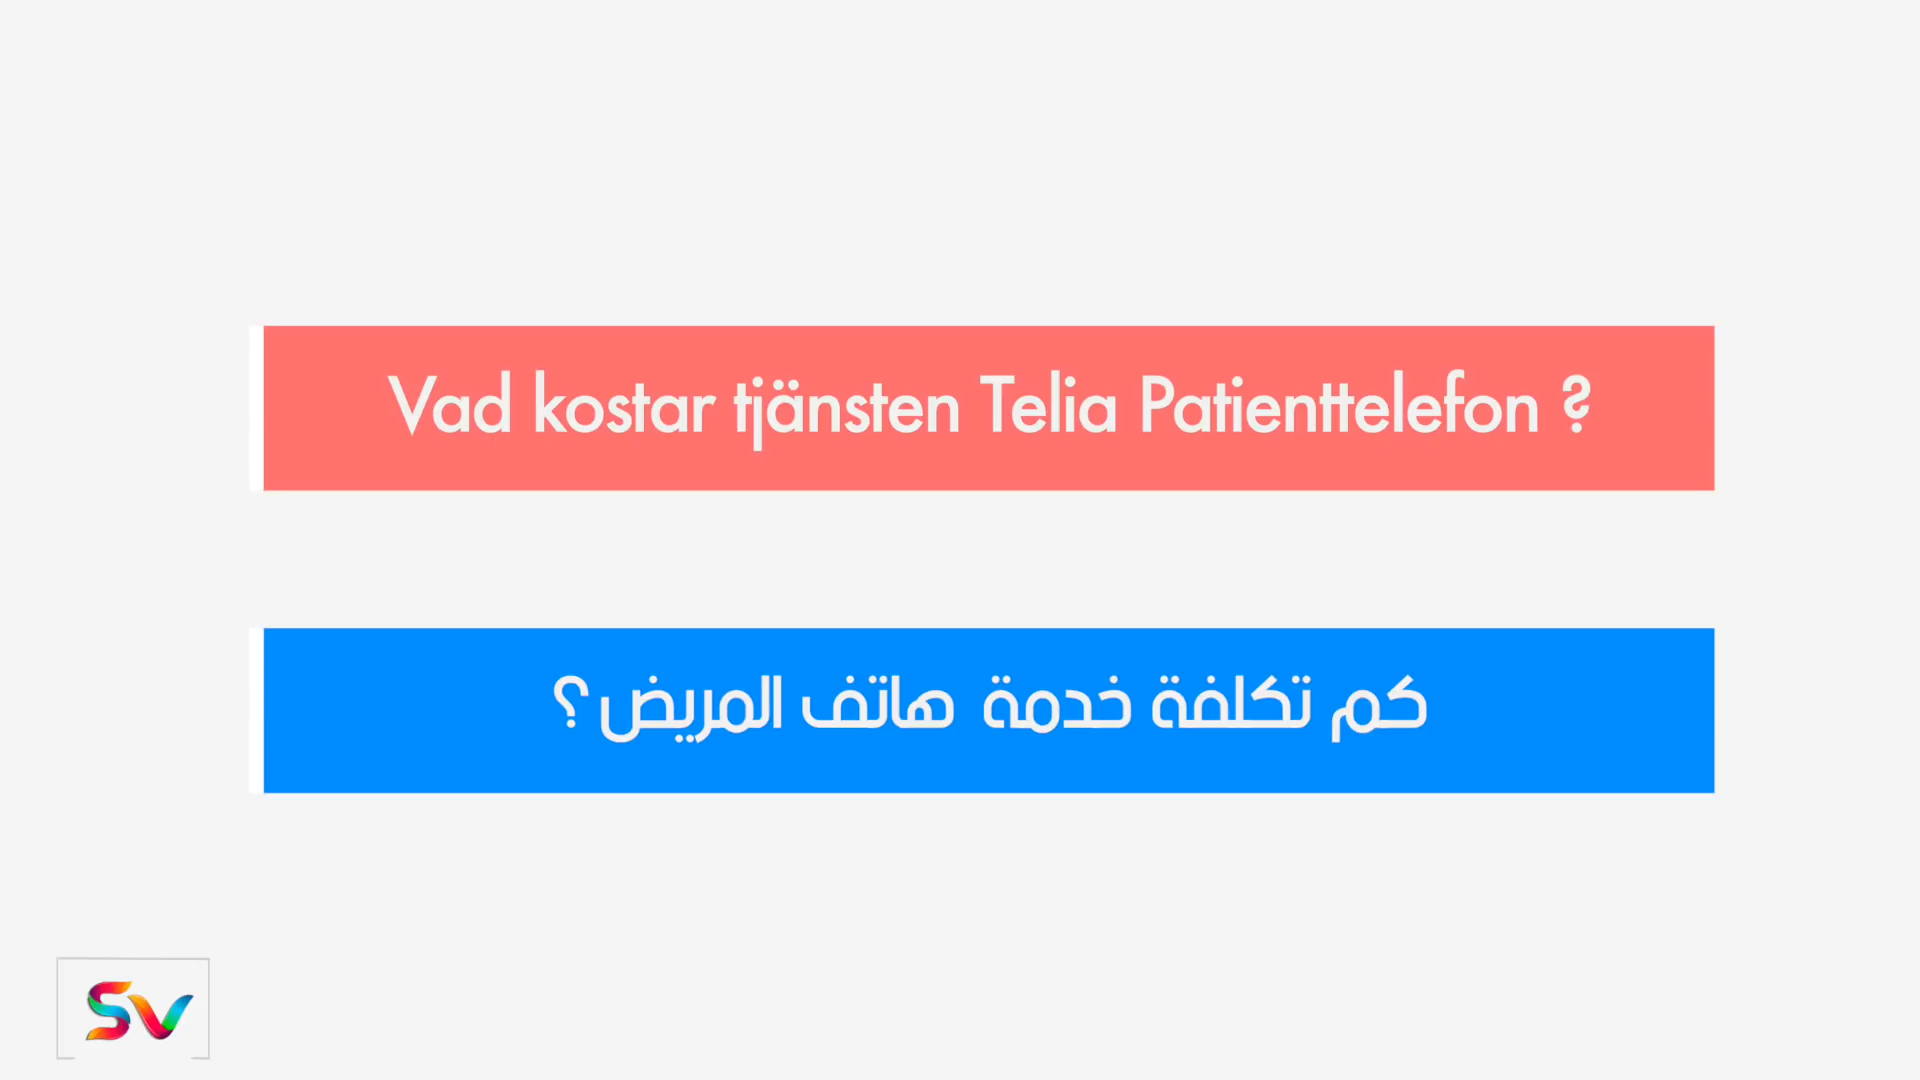 Vad kostar tjänsten Telia Patienttelefon ?
كم تكلفة خدمة هاتف المريض؟
SV